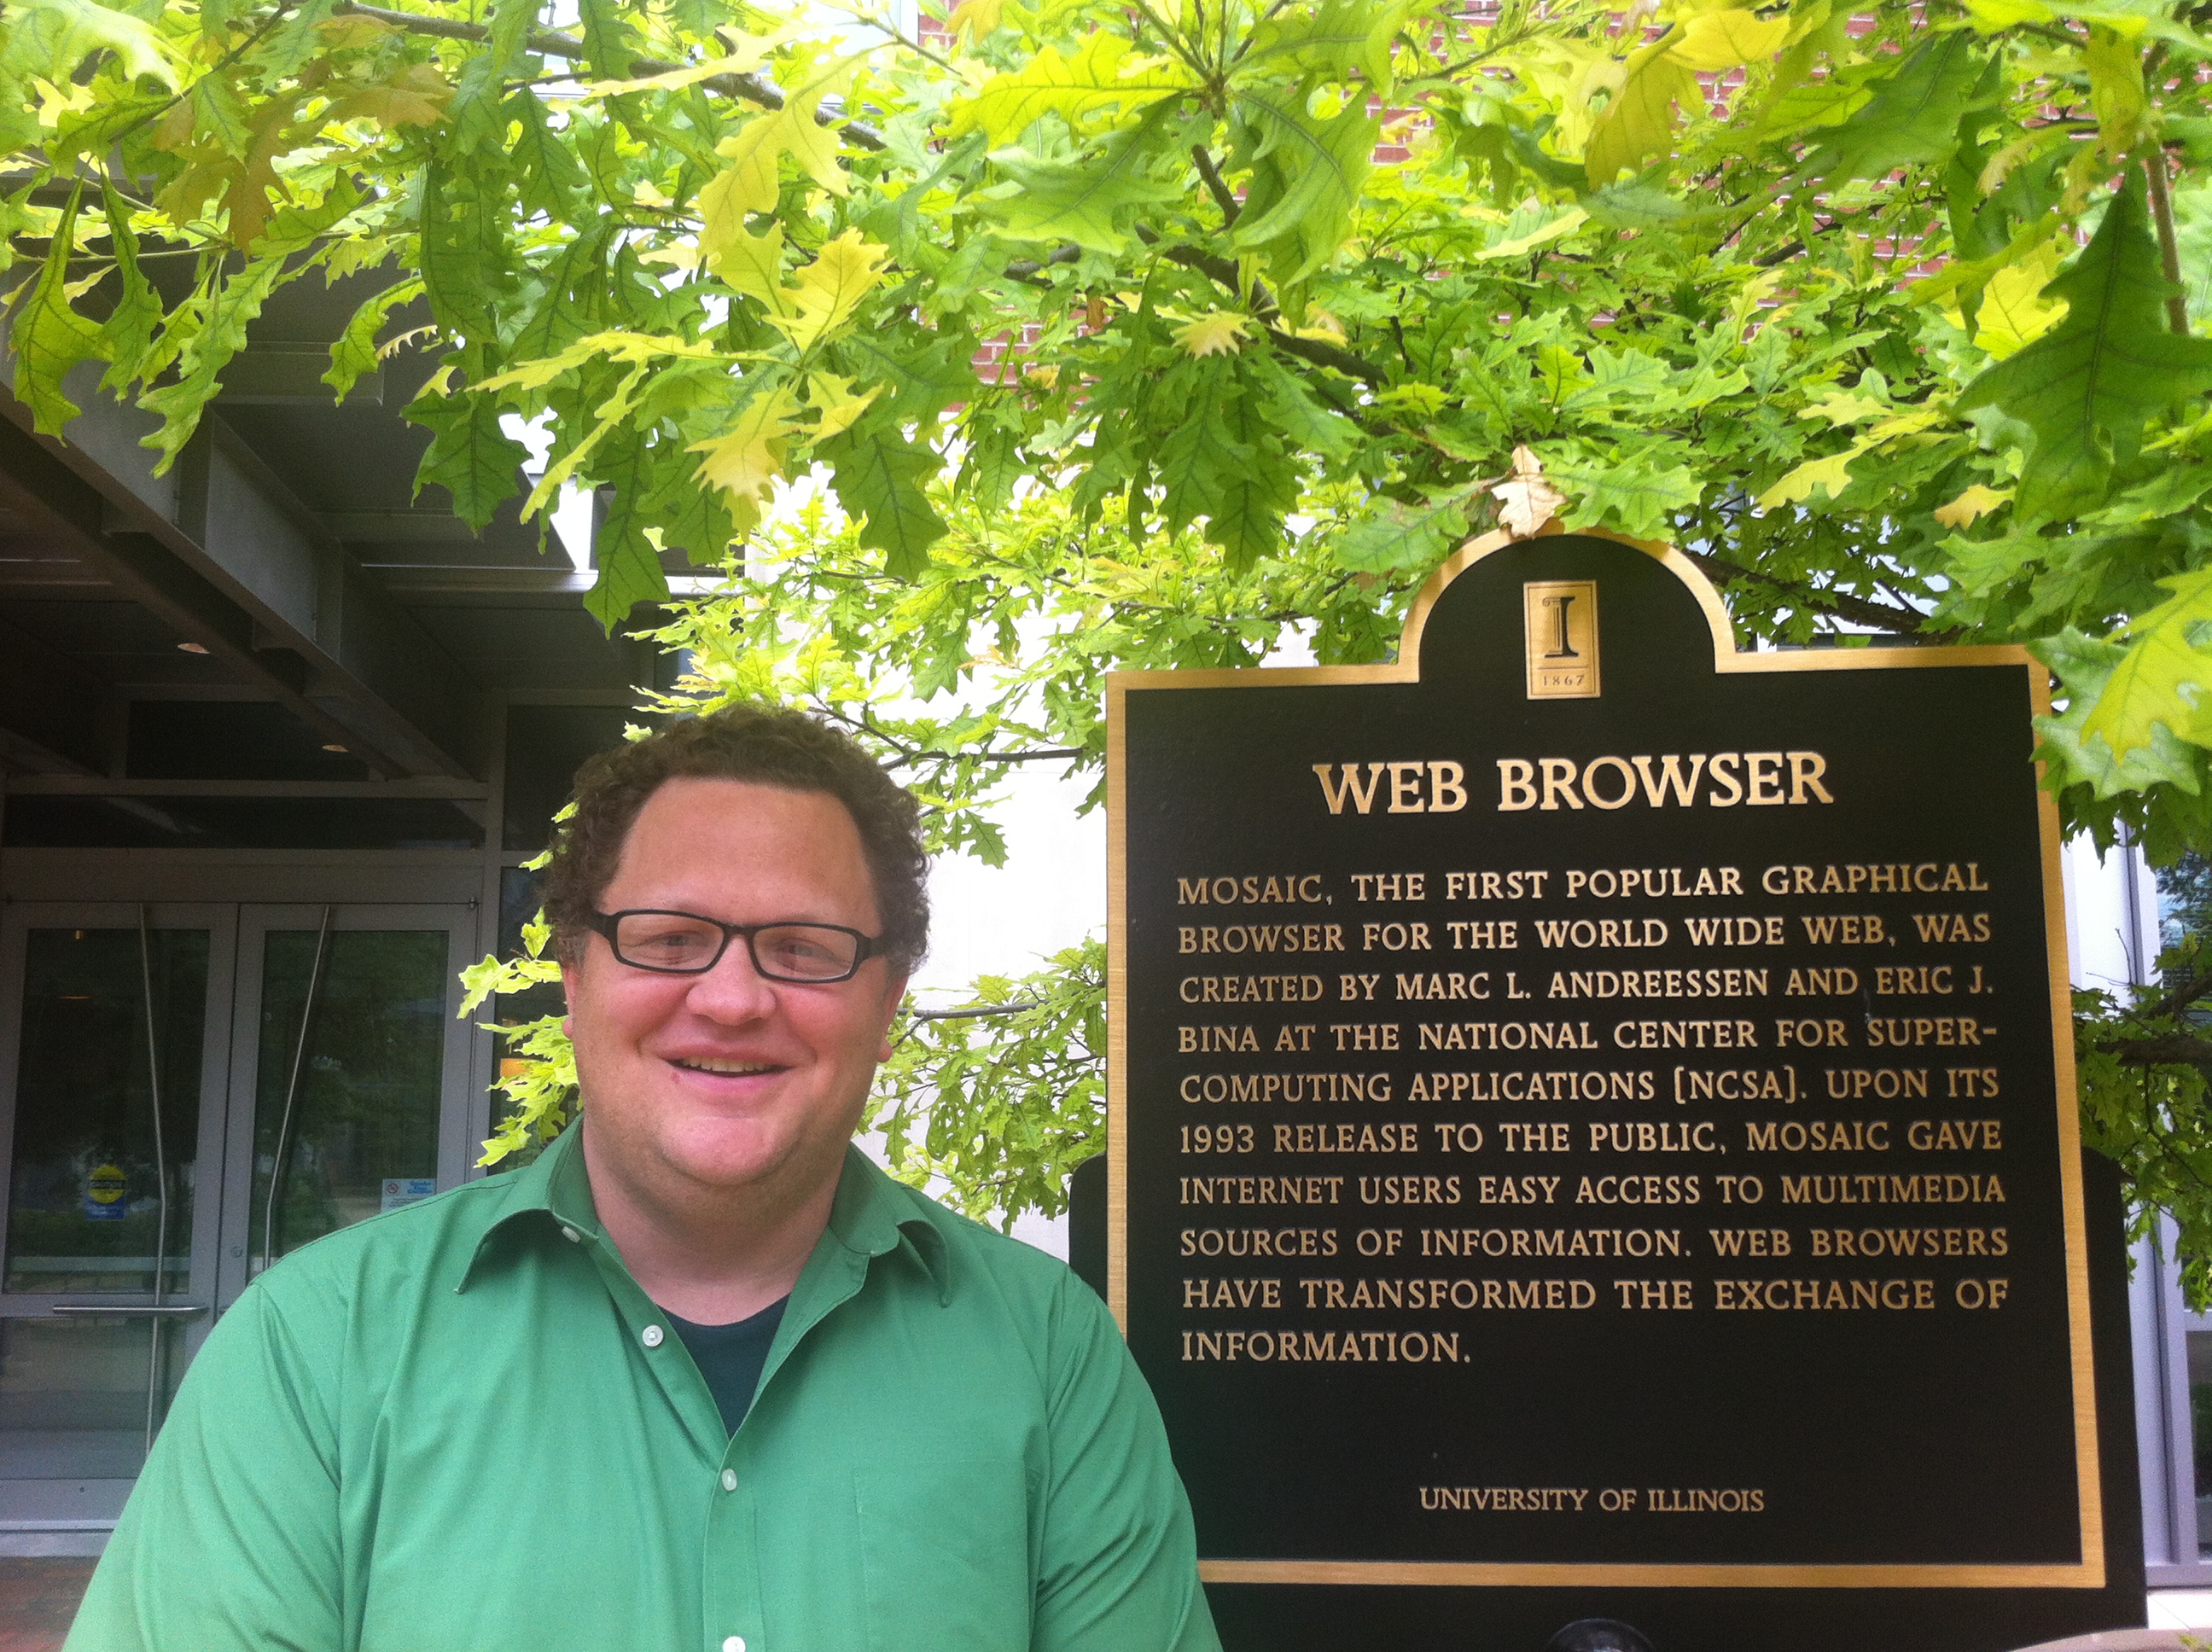 I
1867
WEB BROWSER
MOSAIC, THE FIRST POPULAR GRAPHICAL
BROWSER FOR THE WORLD WIDE WEB, WAS
CREATED BY MARC L. ANDREESSEN AND ERIC J.
BINA AT THE NATIONAL CENTER FOR SUPER-
COMPUTING APPLICATIONS [NCSA]. UPON ITS
1993 RELEASE TO THE PUBLIC, MOSAIC GAVE
INTERNET USERS EASY ACCESS TO MULTIMEDIA
SOURCES OF INFORMATION. WEB BROWSERS
HAVE TRANSFORMED THE EXCHANGE OF
INFORMATION.
UNIVERSITY OF ILLINOIS
CAUTION